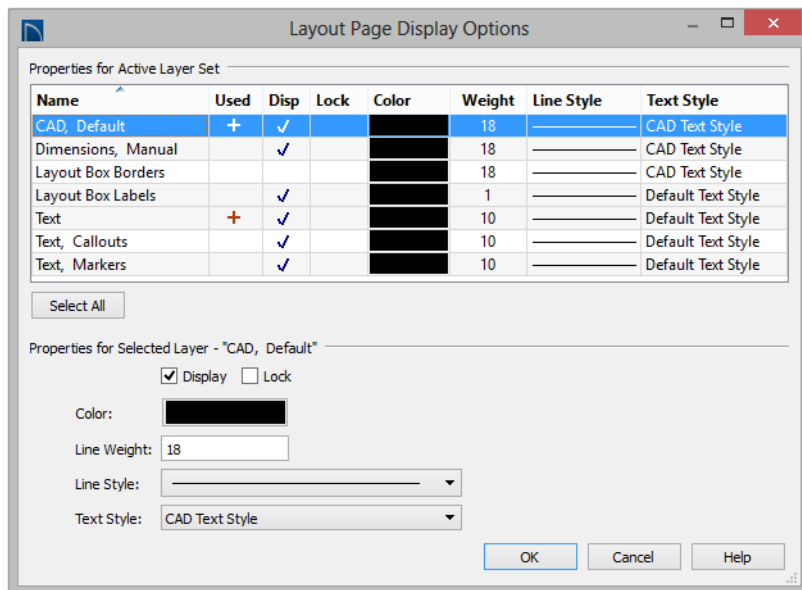 Layout Page Display Options
Properties for Active Layer Set
Name Used Disp Lock Color Weight Line Style Text Style
CAD, Default 18 CAD Text Style
Dimensions, Manual 18 CAD Text Style
Layout Box Borders 18 CAD Text Style
Layout Box Labels 1 Default Text Style
Text 10 Default Text Style
Text, Callouts 10 Default Text Style
Text, Markers 10 Default Text Style
Select All
Properties for Selected Layer - "CAD, Default"
Display Lock
Color:
Line Weight: 18
Line Style:
Text Style: CAD Text Style
OK Cancel Help